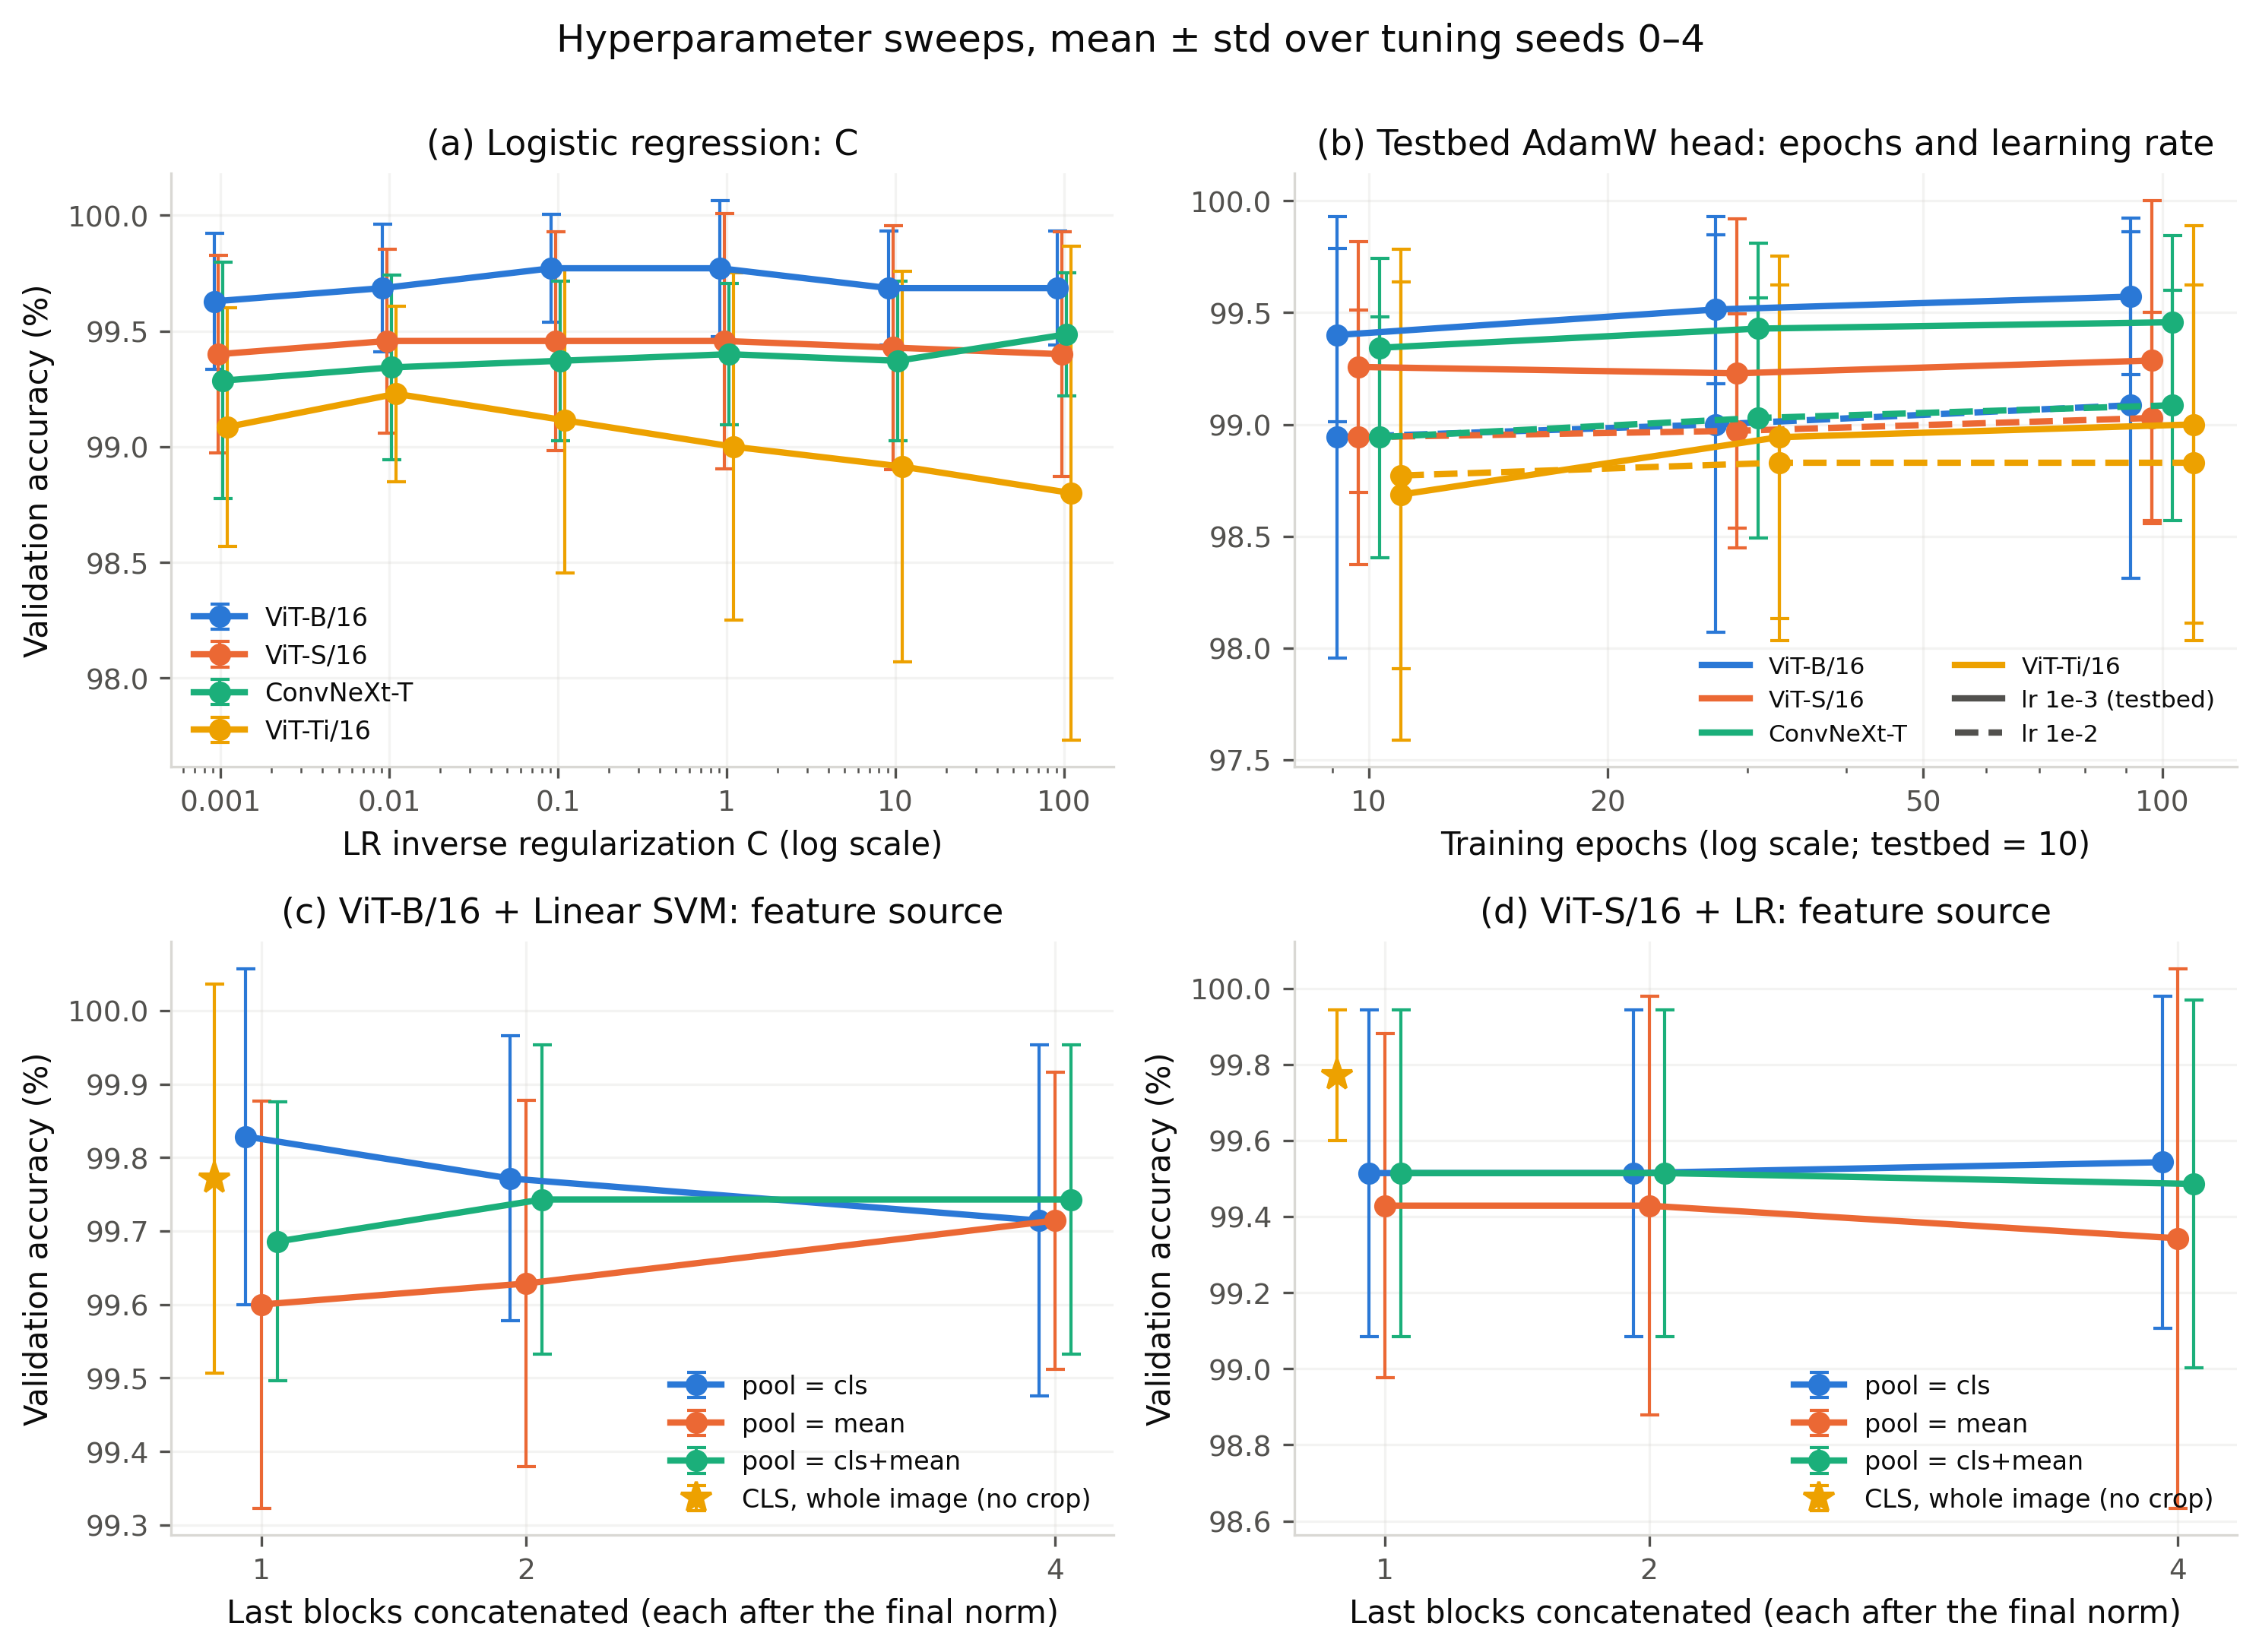 Hyperparameter sweeps, mean ± std over tuning seeds 0–4
(a) Logistic regression: C
Validation accuracy (%)
100.0
99.5
99.0
98.5
98.0
ViT-B/16
ViT-S/16
ConvNeXt-T
ViT-Ti/16
0.001
0.01
0.1
1
10
100
LR inverse regularization C (log scale)
(b) Testbed AdamW head: epochs and learning rate
100.0
99.5
99.0
98.5
98.0
97.5
ViT-B/16
ViT-S/16
ConvNeXt-T
ViT-Ti/16
lr 1e-3 (testbed)
lr 1e-2
10
20
50
100
Training epochs (log scale; testbed = 10)
(c) ViT-B/16 + Linear SVM: feature source
Validation accuracy (%)
100.0
99.9
99.8
99.7
99.6
99.5
99.4
99.3
pool = cls
pool = mean
pool = cls+mean
CLS, whole image (no crop)
1
2
4
Last blocks concatenated (each after the final norm)
(d) ViT-S/16 + LR: feature source
Validation accuracy (%)
100.0
99.8
99.6
99.4
99.2
99.0
98.8
98.6
pool = cls
pool = mean
pool = cls+mean
CLS, whole image (no crop)
1
2
4
Last blocks concatenated (each after the final norm)